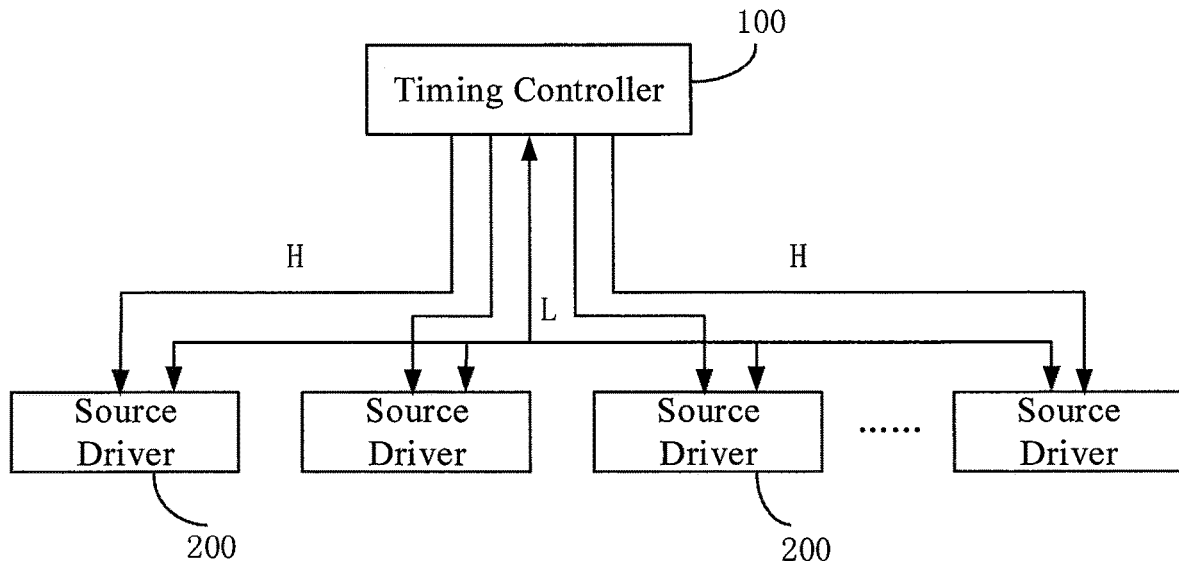 100
Timing Controller
H
H
L
Source
Driver
Source
Driver
Source
Driver
......
Source
Driver
200
200